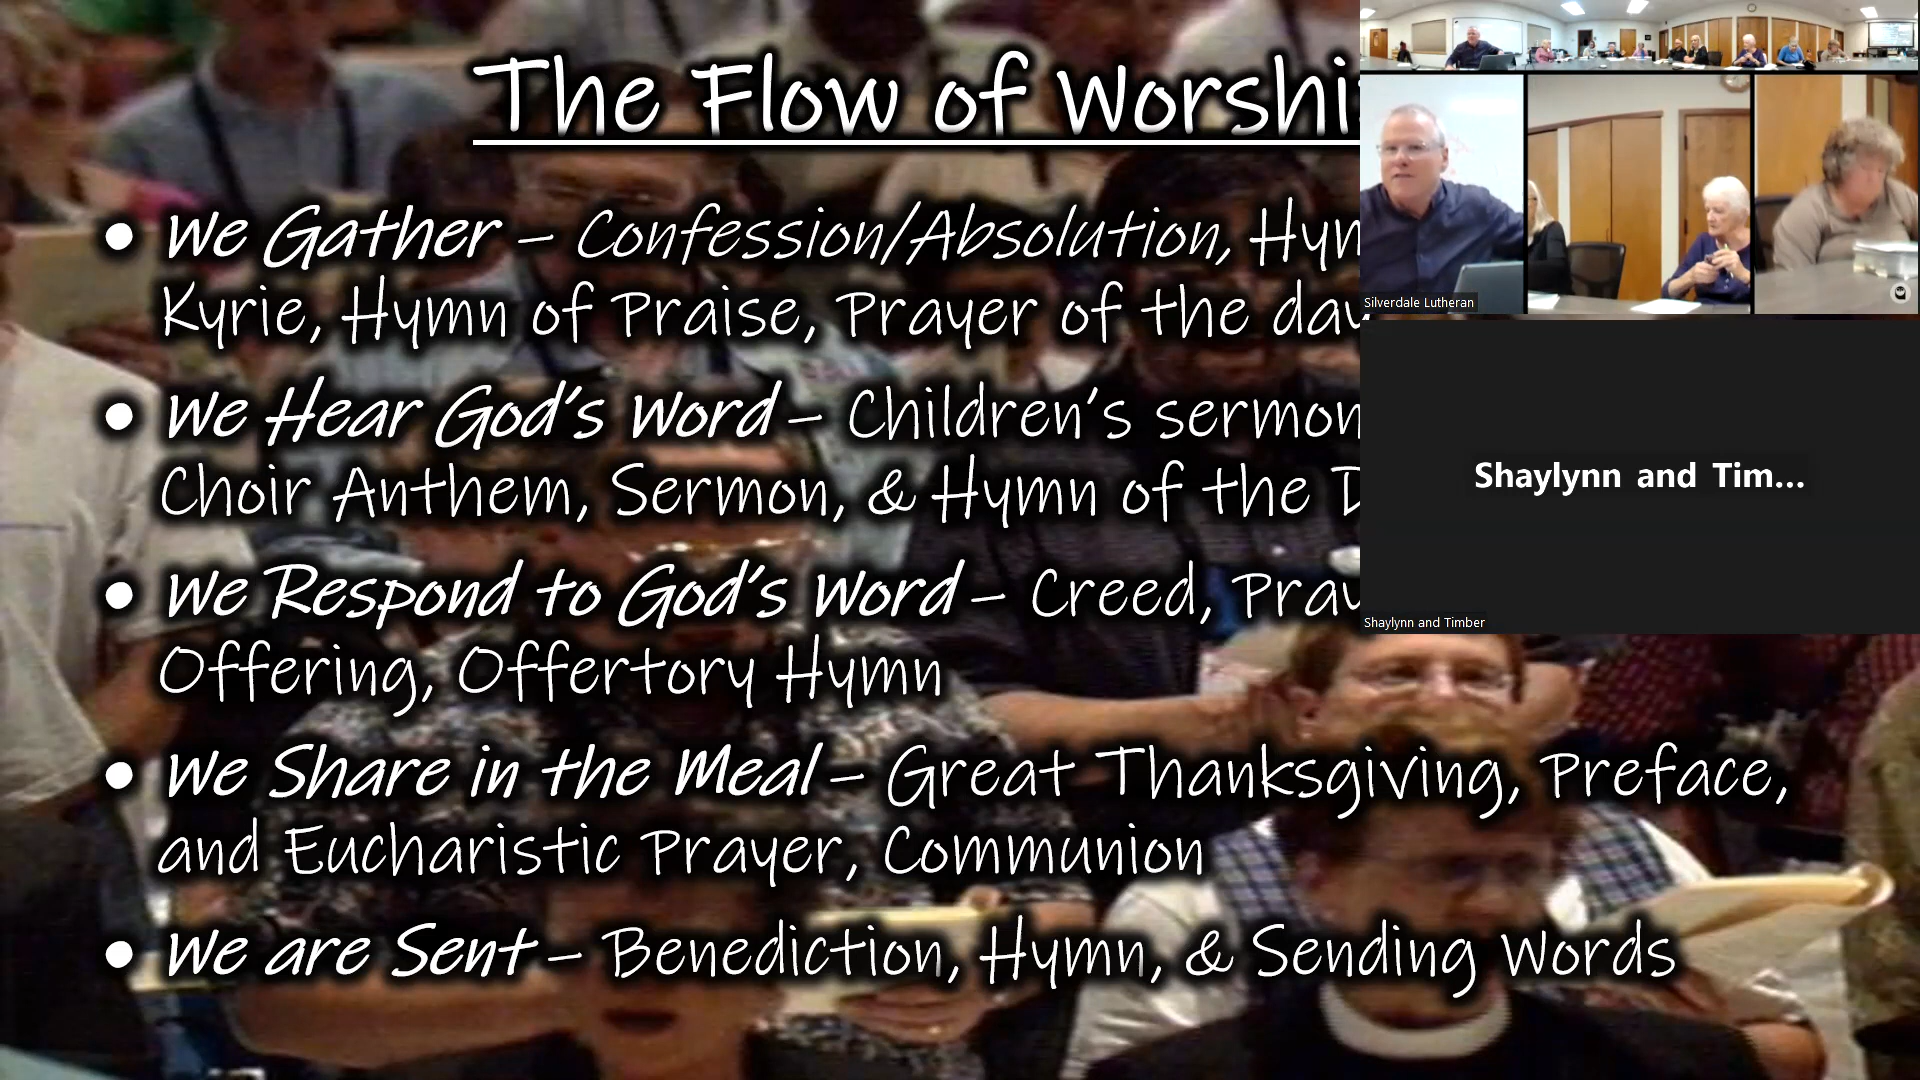 The Flow of Worshi
• We Gather – Confession/Absolution, Hym
Kyrie, Hymn of Praise, Prayer of the day
• We Hear God's Word – Children's sermon
Choir Anthem, Sermon, & Hymn of the D
• We Respond to God's Word – Creed, Pray
Offering, Offertory Hymn
• We Share in the Meal – Great Thanksgiving, Preface,
and Eucharistic Prayer, Communion
• We are Sent – Benediction, Hymn, & Sending Words
Silverdale Lutheran
Shaylynn and Tim...
Shaylynn and Timber